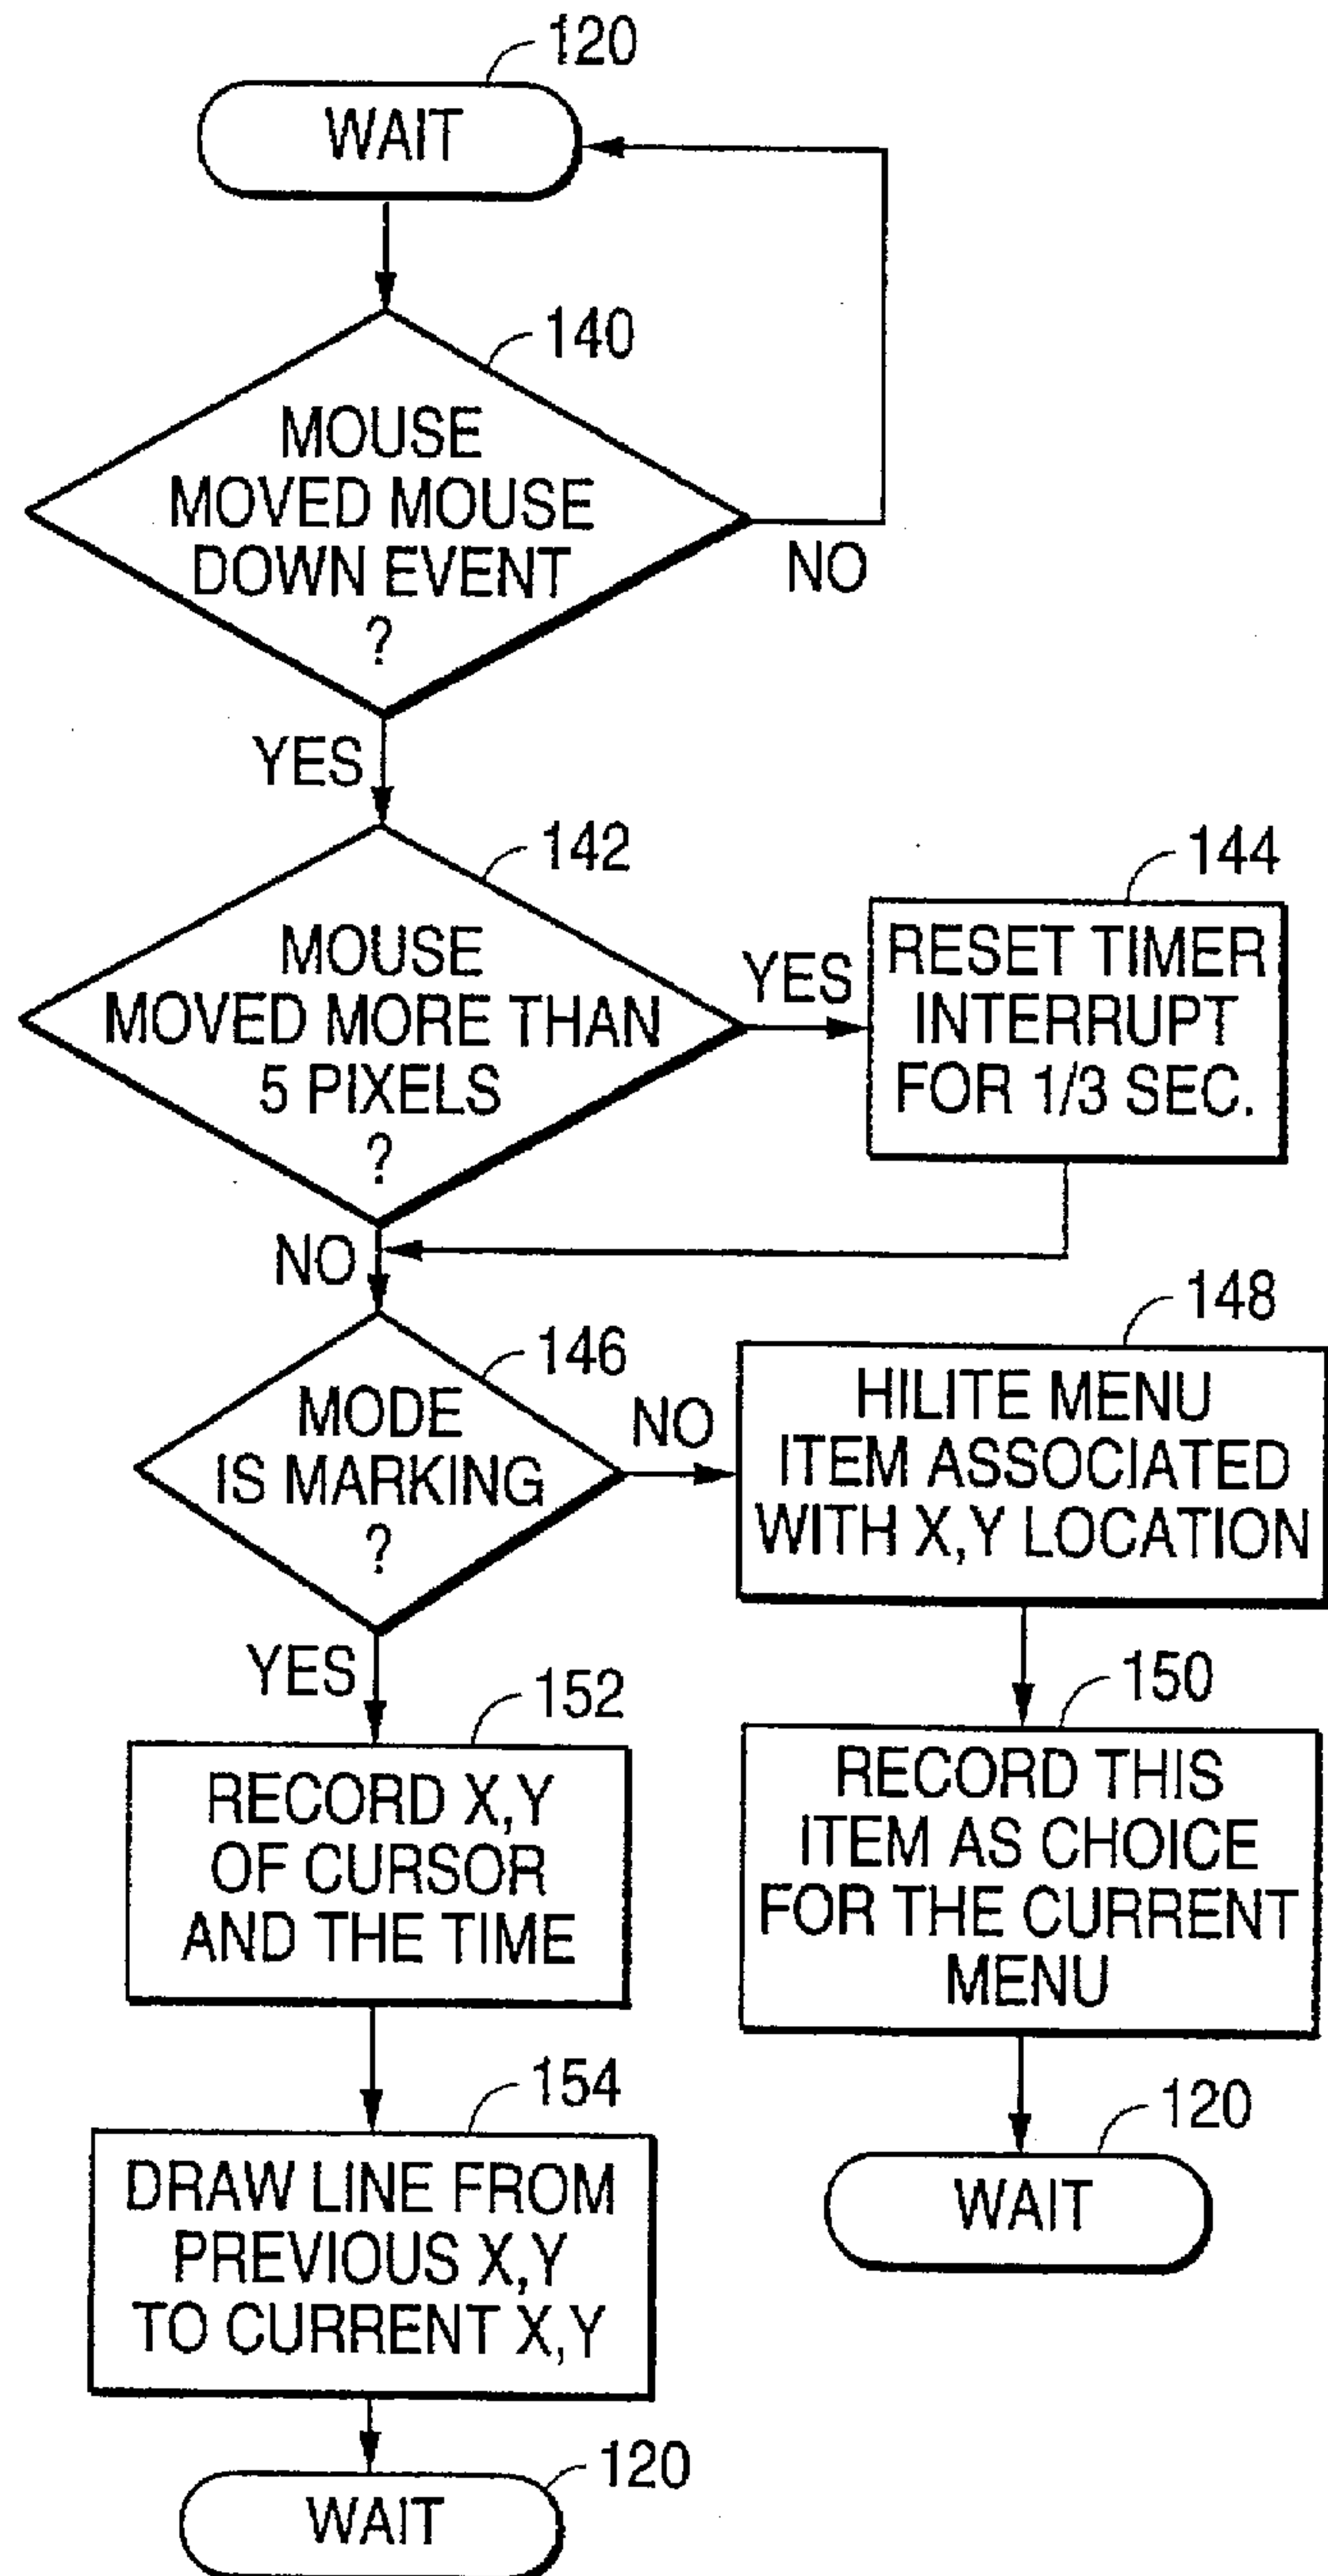 120
WAIT
140
MOUSE
MOVED MOUSE
DOWN EVENT
?
NO
YES
142
MOUSE
MOVED MORE THAN
5 PIXELS
?
YES
144
RESET TIMER
INTERRUPT
FOR 1/3 SEC.
NO
146
MODE
IS MARKING
?
NO
148
HILITE MENU
ITEM ASSOCIATED
WITH X,Y LOCATION
YES
152
RECORD X,Y
OF CURSOR
AND THE TIME
150
RECORD THIS
ITEM AS CHOICE
FOR THE CURRENT
MENU
154
DRAW LINE FROM
PREVIOUS X,Y
TO CURRENT X,Y
120
WAIT
120
WAIT